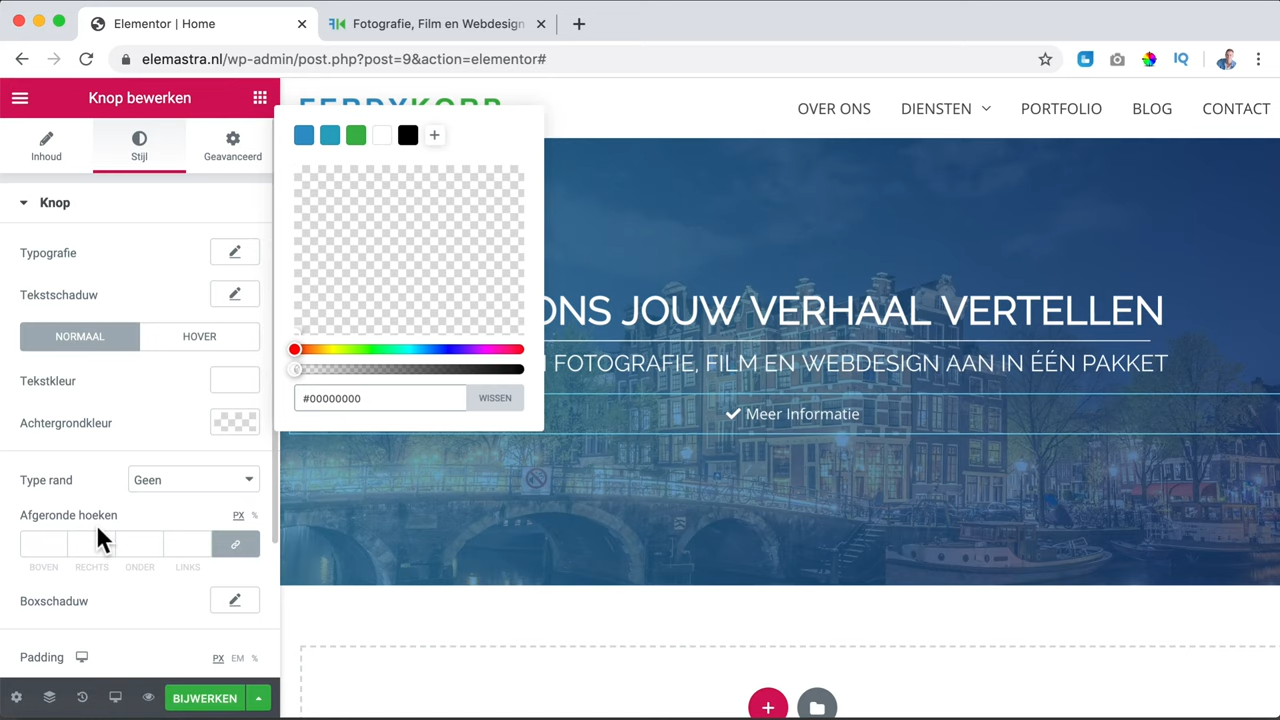 Elementor | Home
Fotografie, Film en Webdesign
elemastra.nl/wp-admin/post.php?post=9&action=elementor#
IQ
Knop bewerken
Inhoud
Stijl
Geavanceerd
Knop
Typografie
Tekstschaduw
NORMAAL
HOVER
Tekstkleur
Achtergrondkleur
Type rand
Geen
Afgeronde hoeken
PX %
BOVEN RECHTS ONDER LINKS
Boxschaduw
Padding
PX EM %
BIJWERKEN
#00000000
WISSEN
OVER ONS DIENSTEN PORTFOLIO BLOG CONTACT
ONS JOUW VERHAAL VERTELLEN
FOTOGRAFIE, FILM EN WEBDESIGN AAN IN ÉÉN PAKKET
Meer Informatie